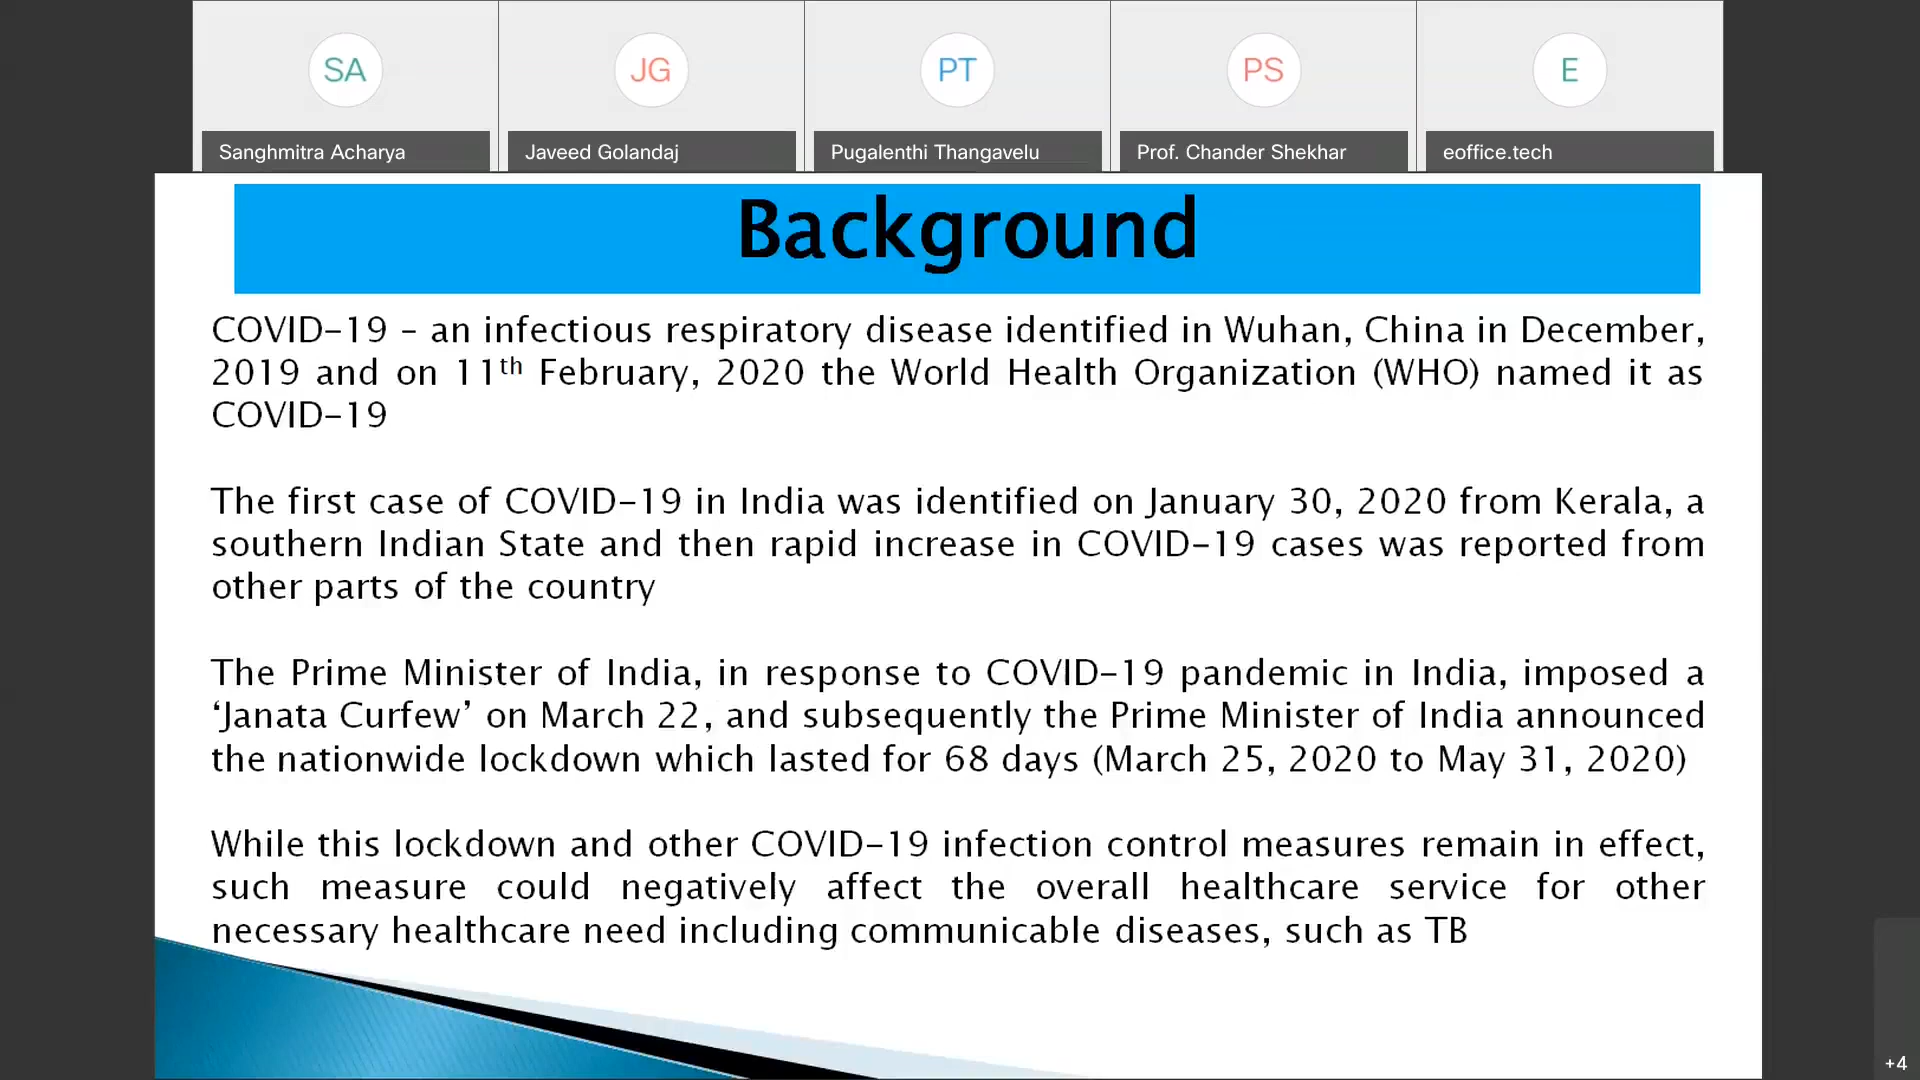 SA
JG
PT
PS
E
Sanghmitra Acharya
Javeed Golandaj
Pugalenthi Thangavelu
Prof. Chander Shekhar
eoffice.tech
Background
COVID-19 – an infectious respiratory disease identified in Wuhan, China in December,
2019 and on 11th February, 2020 the World Health Organization (WHO) named it as
COVID-19
The first case of COVID-19 in India was identified on January 30, 2020 from Kerala, a
southern Indian State and then rapid increase in COVID-19 cases was reported from
other parts of the country
The Prime Minister of India, in response to COVID-19 pandemic in India, imposed a
‘Janata Curfew’ on March 22, and subsequently the Prime Minister of India announced
the nationwide lockdown which lasted for 68 days (March 25, 2020 to May 31, 2020)
While this lockdown and other COVID-19 infection control measures remain in effect,
such measure could negatively affect the overall healthcare service for other
necessary healthcare need including communicable diseases, such as TB
+4